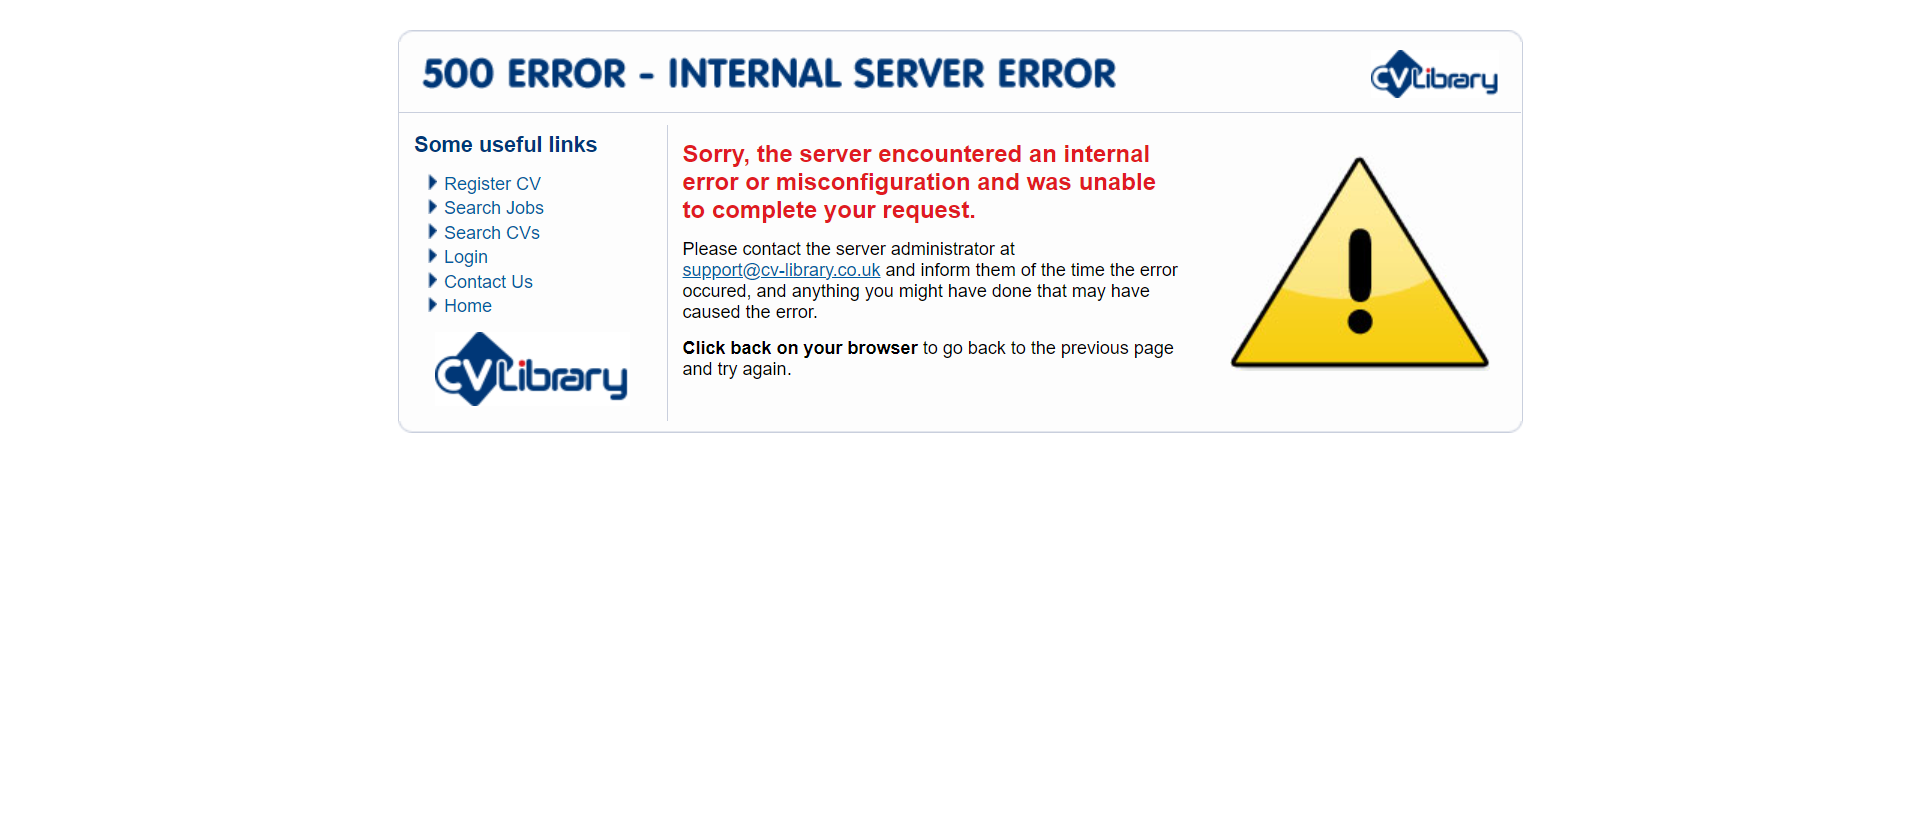 500 ERROR - INTERNAL SERVER ERROR
CVLibrary
Some useful links
Register CV
Search Jobs
Search CVs
Login
Contact Us
Home
CVLibrary
Sorry, the server encountered an internal
error or misconfiguration and was unable
to complete your request.
Please contact the server administrator at
support@cv-library.co.uk and inform them of the time the error
occured, and anything you might have done that may have
caused the error.
Click back on your browser to go back to the previous page
and try again.